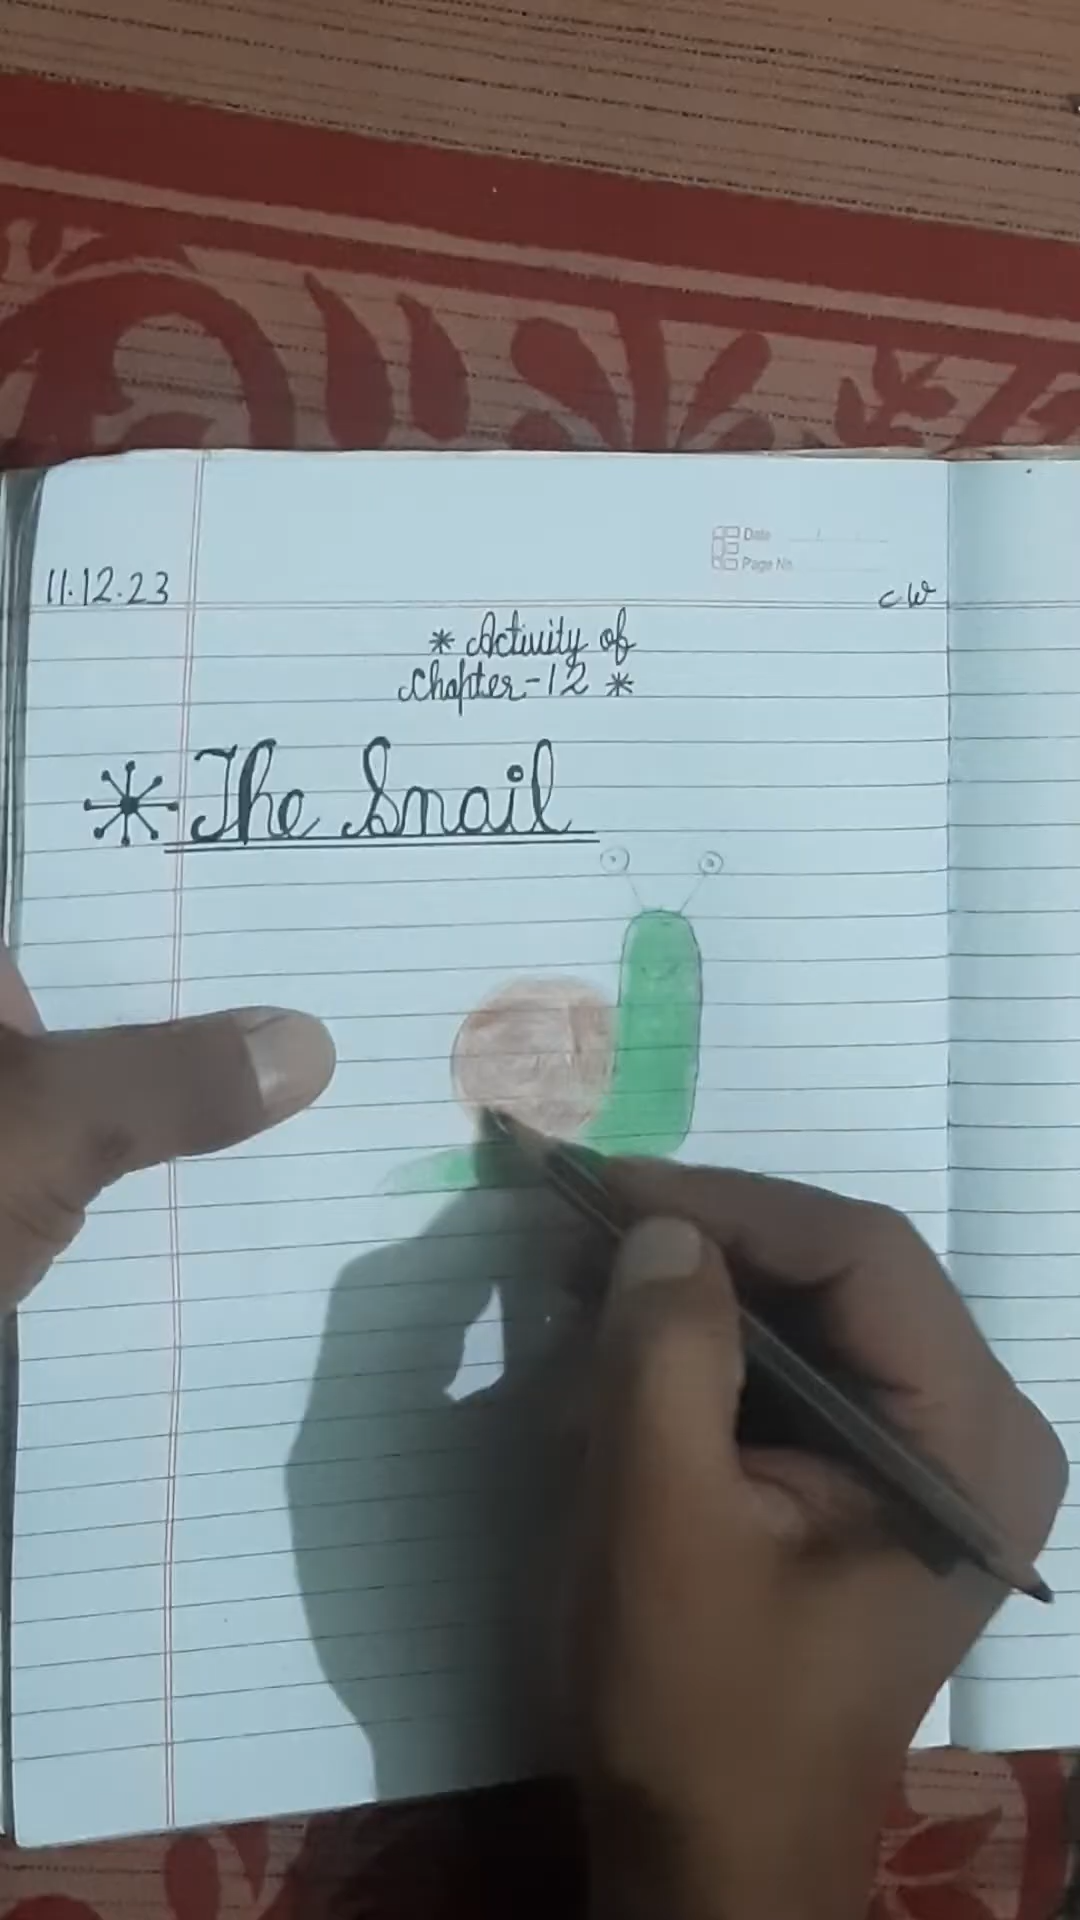 Date
Page No.
11.12.23
CW
* Activity of
Chapter-12 *
* The Snail